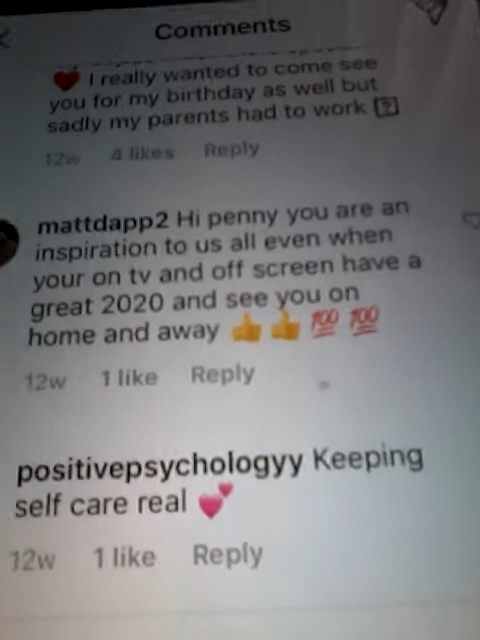 Comments
❤️ I really wanted to come see
you for my birthday as well but
sadly my parents had to work ⍰
12w 4 likes Reply
mattdapp2 Hi penny you are an
inspiration to us all even when
your on tv and off screen have a
great 2020 and see you on
home and away 👍👍💯💯
12w 1 like Reply
positivepsychologyy Keeping
self care real 💕
12w 1 like Reply